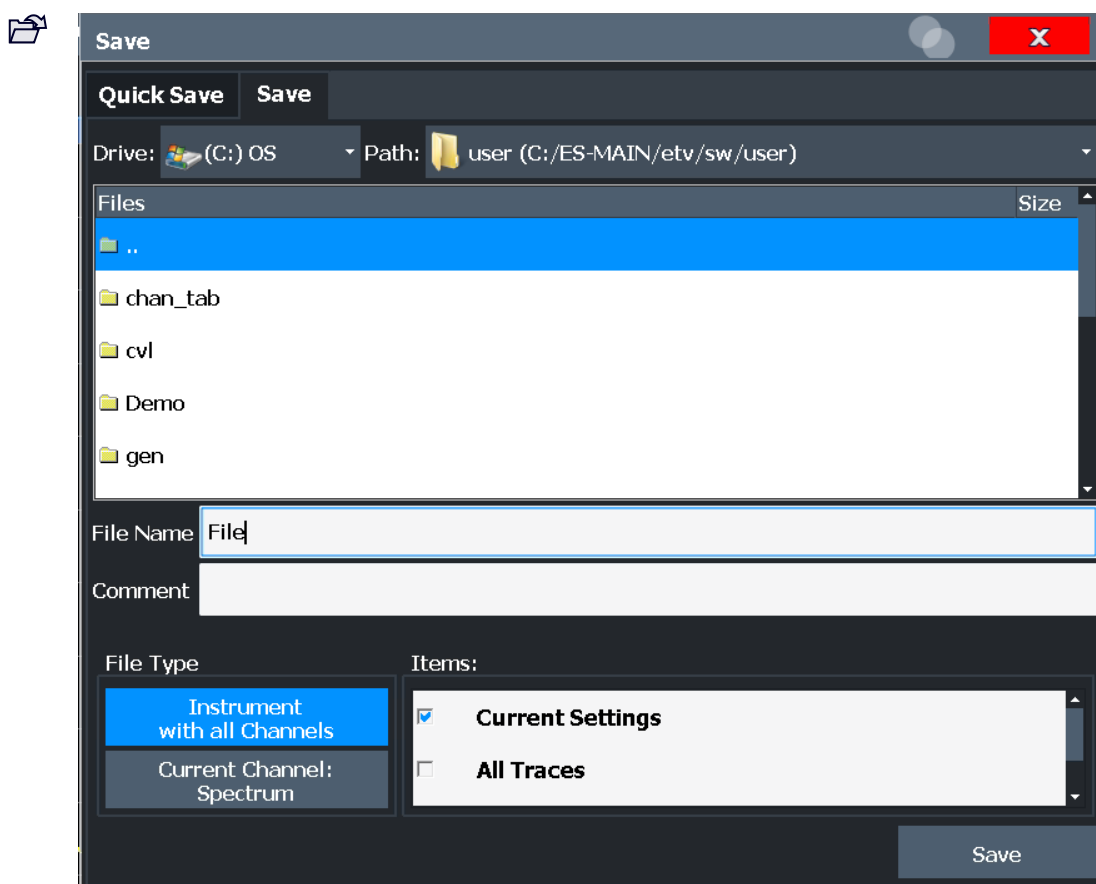 Save
X
Quick Save Save
Drive: (C:) OS Path: user (C:/ES-MAIN/etv/sw/user)
Files Size
..
chan_tab
cvl
Demo
gen
File Name File
Comment
File Type Items:
Instrument
with all Channels
Current Channel:
Spectrum
Current Settings
All Traces
Save